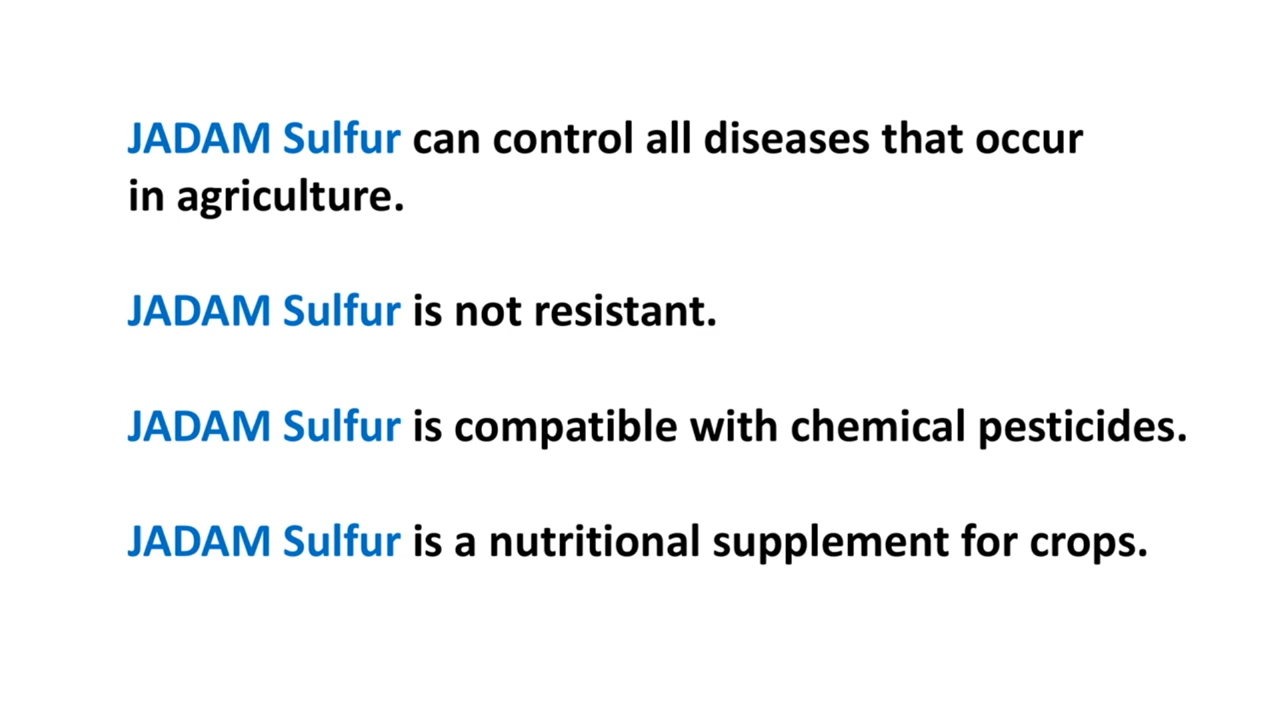 JADAM Sulfur can control all diseases that occur
in agriculture.
JADAM Sulfur is not resistant.
JADAM Sulfur is compatible with chemical pesticides.
JADAM Sulfur is a nutritional supplement for crops.